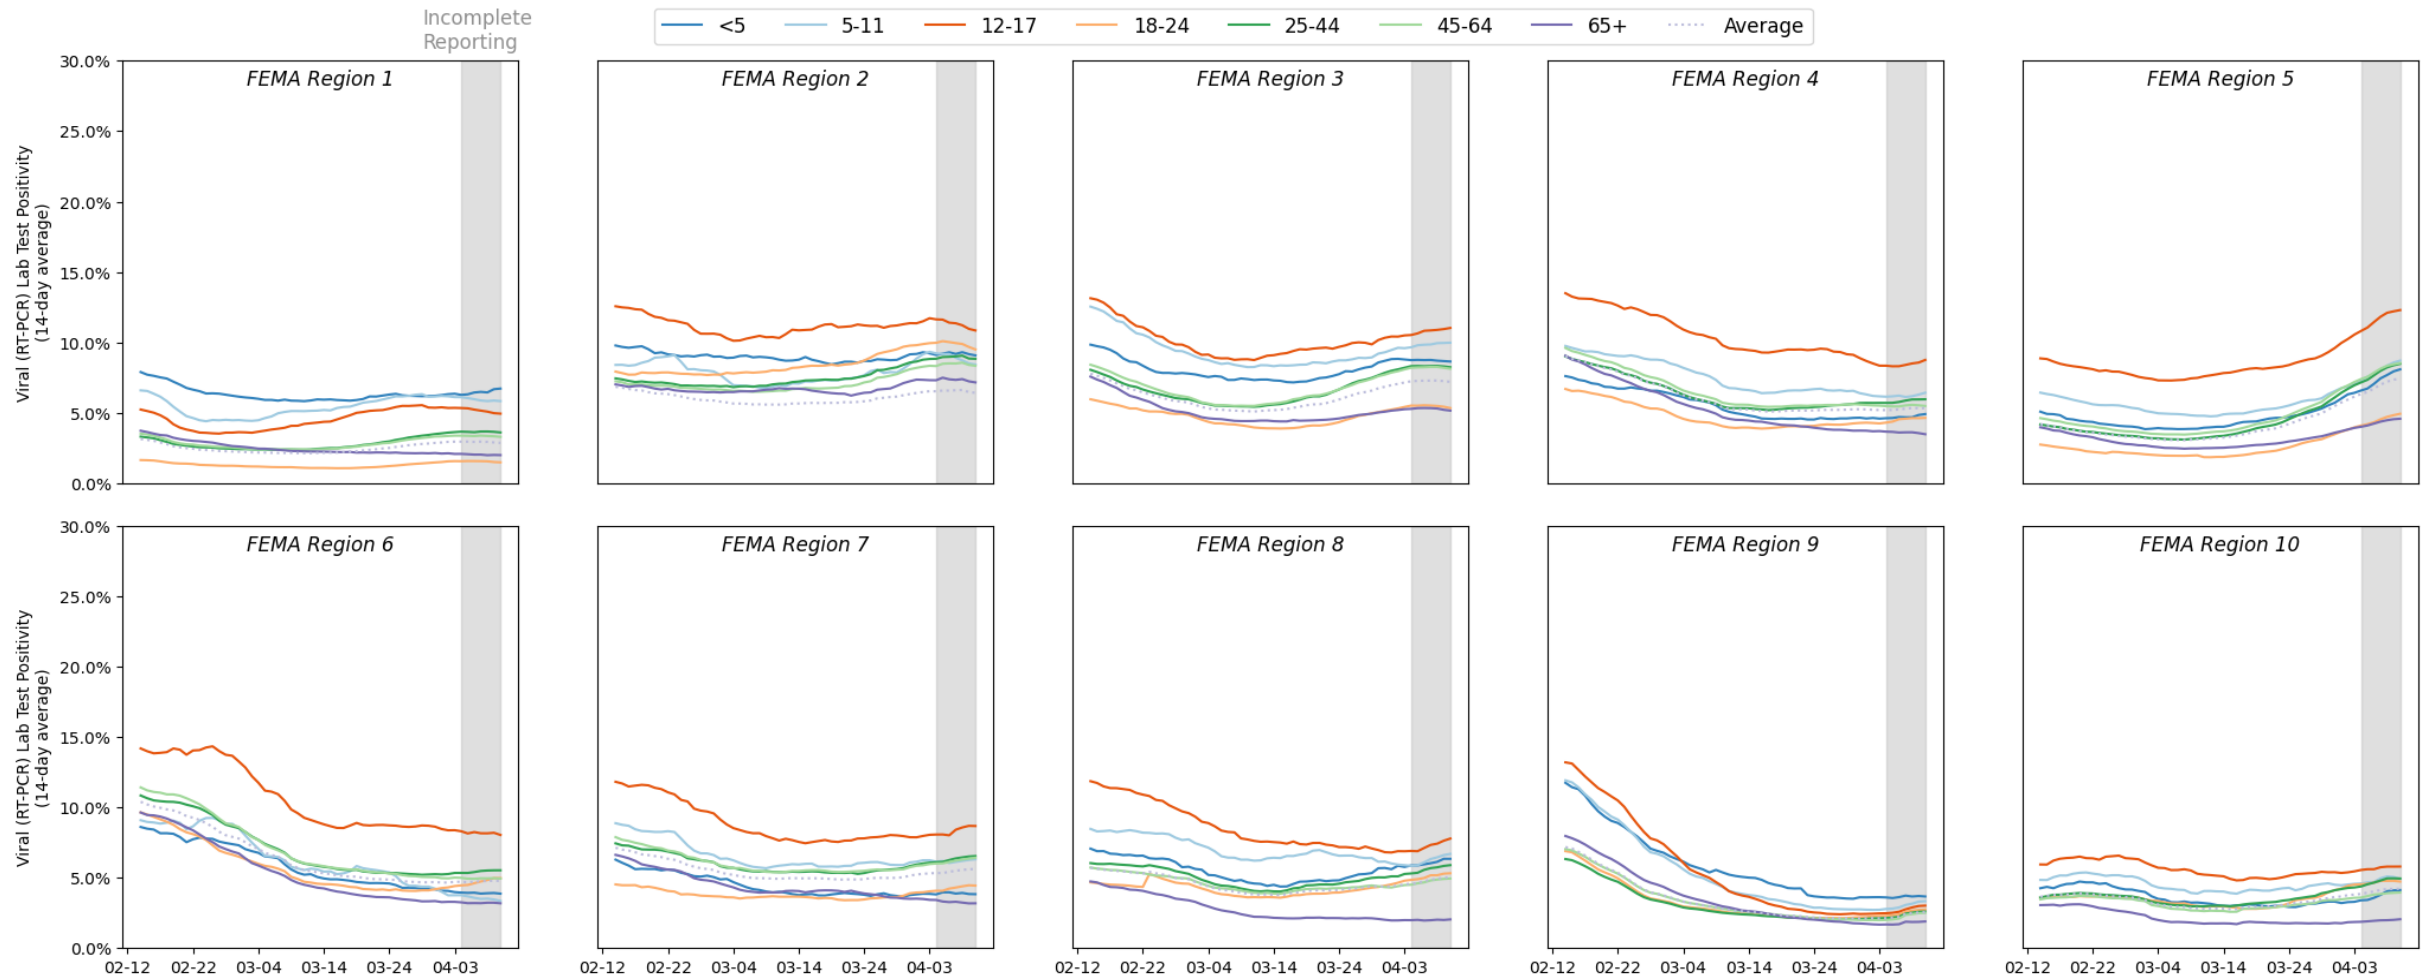 Incomplete
Reporting
<5 5-11 12-17 18-24 25-44 45-64 65+ Average
FEMA Region 1
FEMA Region 2
FEMA Region 3
FEMA Region 4
FEMA Region 5
Viral (RT-PCR) Lab Test Positivity
(14-day average)
30.0%
25.0%
20.0%
15.0%
10.0%
5.0%
0.0%
FEMA Region 6
FEMA Region 7
FEMA Region 8
FEMA Region 9
FEMA Region 10
Viral (RT-PCR) Lab Test Positivity
(14-day average)
30.0%
25.0%
20.0%
15.0%
10.0%
5.0%
0.0%
02-12 02-22 03-04 03-14 03-24 04-03
02-12 02-22 03-04 03-14 03-24 04-03
02-12 02-22 03-04 03-14 03-24 04-03
02-12 02-22 03-04 03-14 03-24 04-03
02-12 02-22 03-04 03-14 03-24 04-03